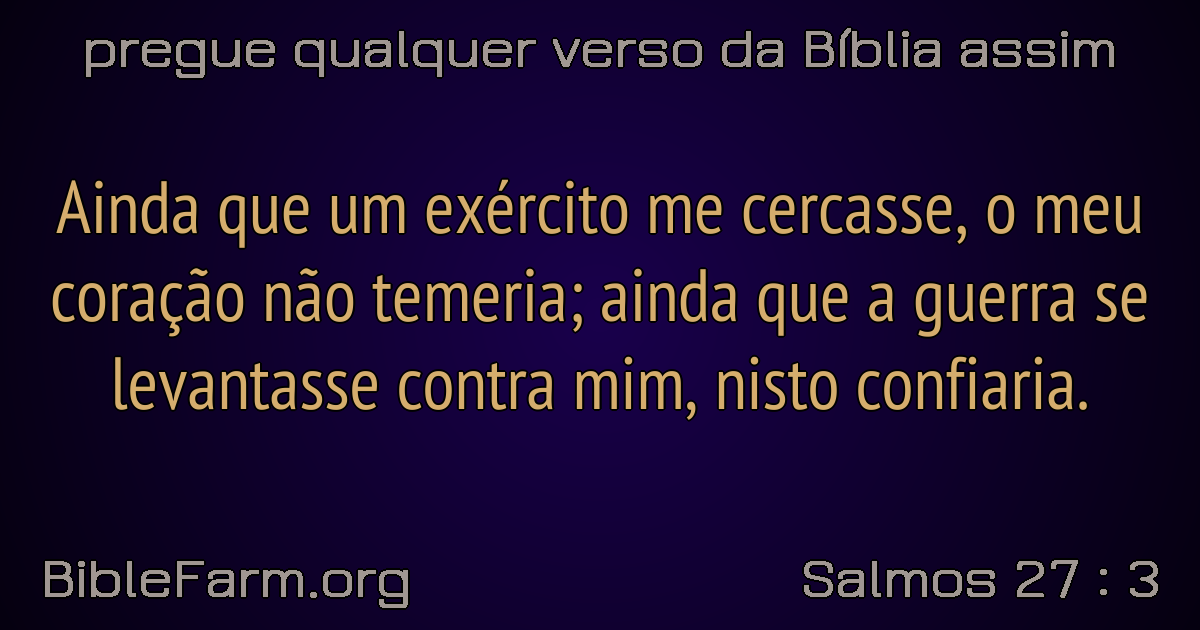 pregue qualquer verso da Bíblia assim
Ainda que um exército me cercasse, o meu
coração não temeria; ainda que a guerra se
levantasse contra mim, nisto confiaria.
BibleFarm.org
Salmos 27 : 3